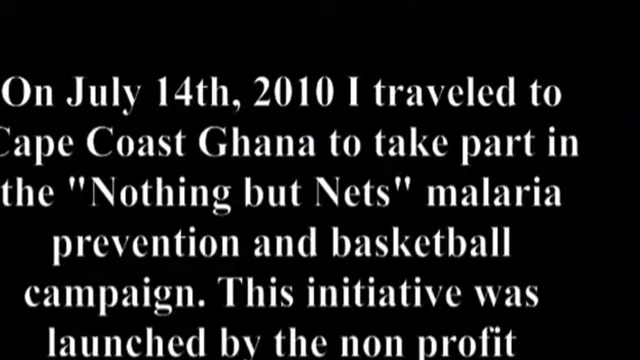 On July 14th, 2010 I traveled to
Cape Coast Ghana to take part in
the "Nothing but Nets" malaria
prevention and basketball
campaign. This initiative was
launched by the non profit